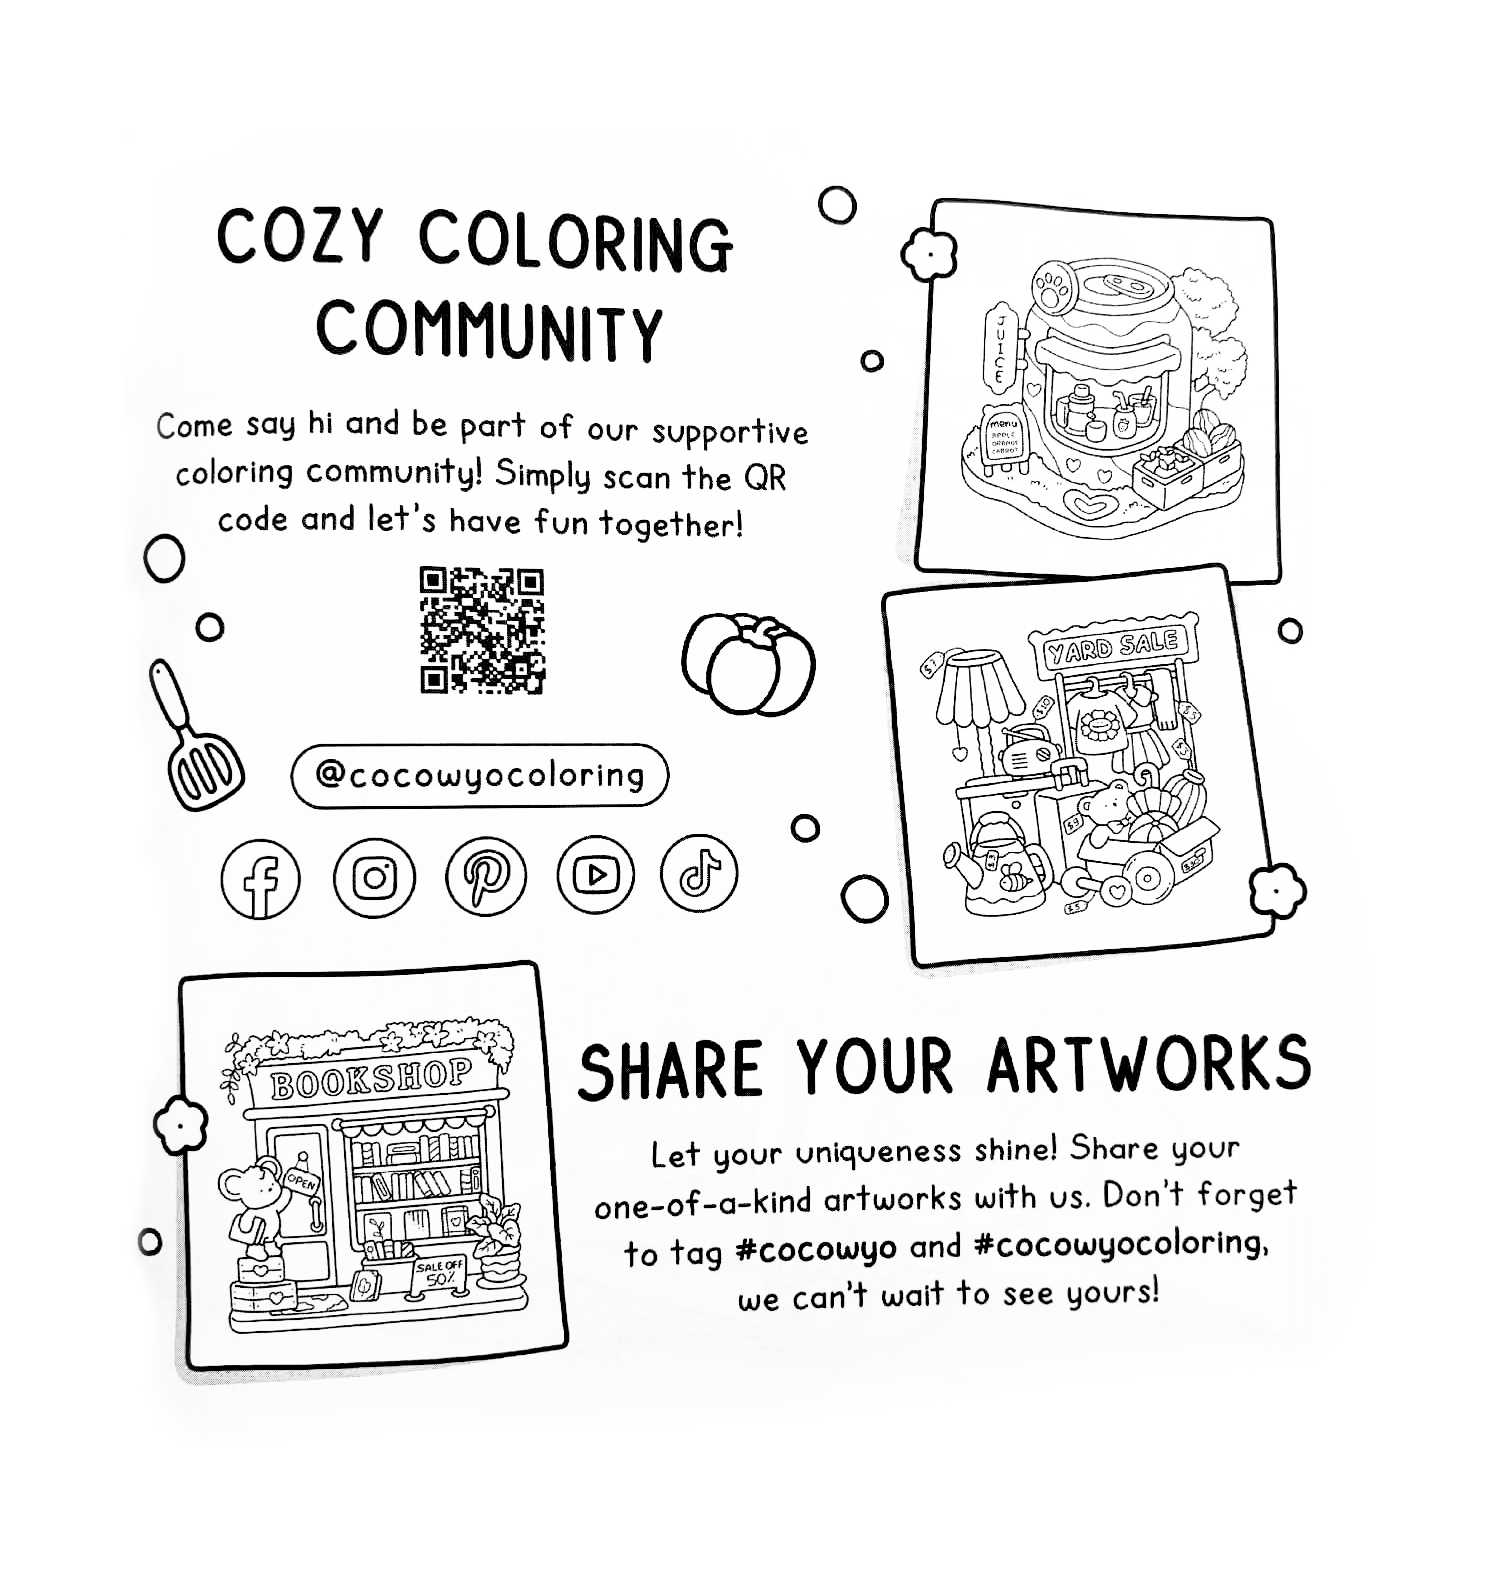 COZY COLORING
COMMUNITY
Come say hi and be part of our supportive
coloring community! Simply scan the QR
code and let's have fun together!
@cocowyocoloring
JUICE
menu
APPLE
ORANGE
CARROT
YARD SALE
$7
$10
$5
$5
$9
$3
$5
BOOKSHOP
OPEN
SALE OFF
50%
SHARE YOUR ARTWORKS
Let your uniqueness shine! Share your
one-of-a-kind artworks with us. Don't forget
to tag #cocowyo and #cocowyocoloring,
we can't wait to see yours!